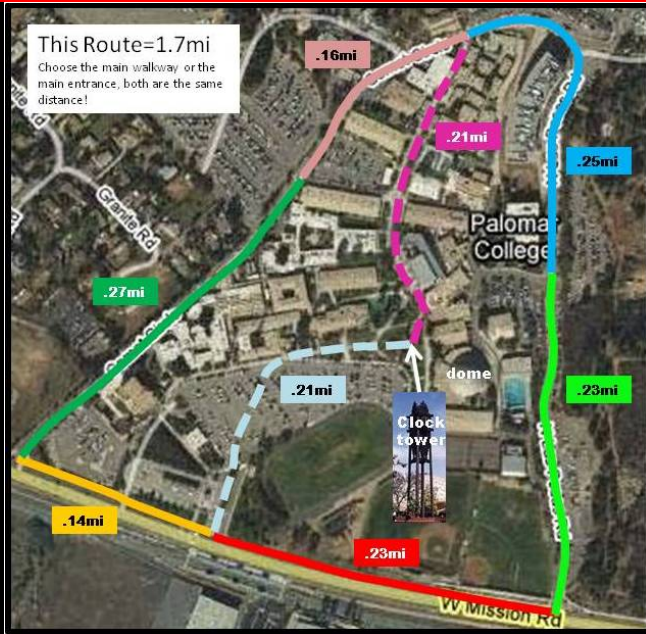 This Route=1.7mi
Choose the main walkway or the
main entrance, both are the same
distance!
.16mi
.21mi
.25mi
Granite Rd
Palomar
College
.27mi
dome
.21mi
.23mi
Clock
tower
.14mi
.23mi
W Mission Rd